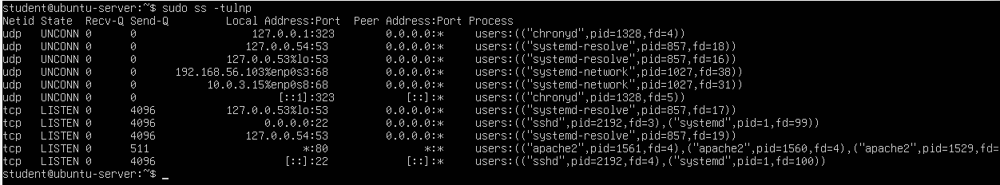 student@ubuntu-server:~$ sudo ss -tulnp
Netid State  Recv-Q Send-Q         Local Address:Port  Peer Address:Port Process
udp   UNCONN 0      0                  127.0.0.1:323        0.0.0.0:*     users:(("chronyd",pid=1328,fd=4))
udp   UNCONN 0      0                 127.0.0.54:53         0.0.0.0:*     users:(("systemd-resolve",pid=857,fd=18))
udp   UNCONN 0      0              127.0.0.53%lo:53         0.0.0.0:*     users:(("systemd-resolve",pid=857,fd=16))
udp   UNCONN 0      0      192.168.56.103%enp0s3:68         0.0.0.0:*     users:(("systemd-network",pid=1027,fd=38))
udp   UNCONN 0      0           10.0.3.15%enp0s8:68         0.0.0.0:*     users:(("systemd-network",pid=1027,fd=31))
udp   UNCONN 0      0                      [::1]:323           [::]:*     users:(("chronyd",pid=1328,fd=5))
tcp   LISTEN 0      4096           127.0.0.53%lo:53         0.0.0.0:*     users:(("systemd-resolve",pid=857,fd=17))
tcp   LISTEN 0      4096                 0.0.0.0:22         0.0.0.0:*     users:(("sshd",pid=2192,fd=3),("systemd",pid=1,fd=99))
tcp   LISTEN 0      4096              127.0.0.54:53         0.0.0.0:*     users:(("systemd-resolve",pid=857,fd=19))
tcp   LISTEN 0      511                        *:80               *:*     users:(("apache2",pid=1561,fd=4),("apache2",pid=1560,fd=4),("apache2",pid=1529,fd=
tcp   LISTEN 0      4096                    [::]:22            [::]:*     users:(("sshd",pid=2192,fd=4),("systemd",pid=1,fd=100))
student@ubuntu-server:~$ _